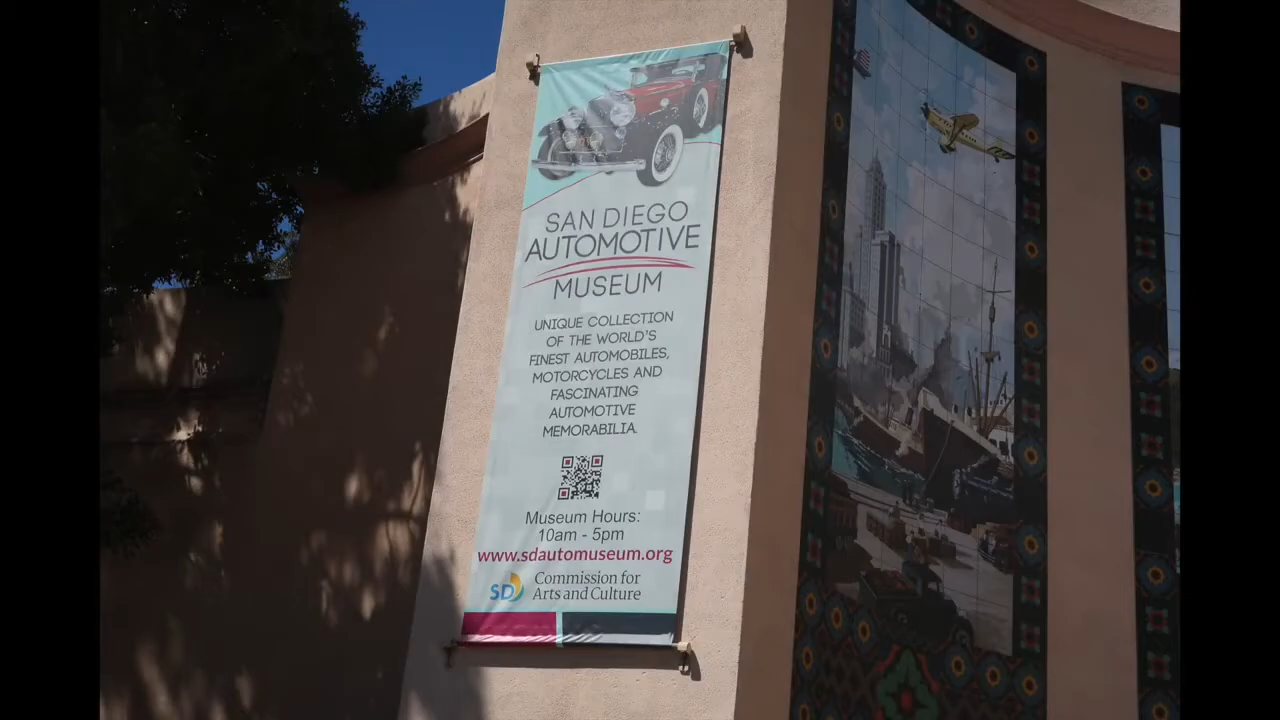 SAN DIEGO
AUTOMOTIVE
MUSEUM
UNIQUE COLLECTION
OF THE WORLD'S
FINEST AUTOMOBILES,
MOTORCYCLES AND
FASCINATING
AUTOMOTIVE
MEMORABILIA.
Museum Hours:
10am - 5pm
www.sdautomuseum.org
SD Commission for
Arts and Culture